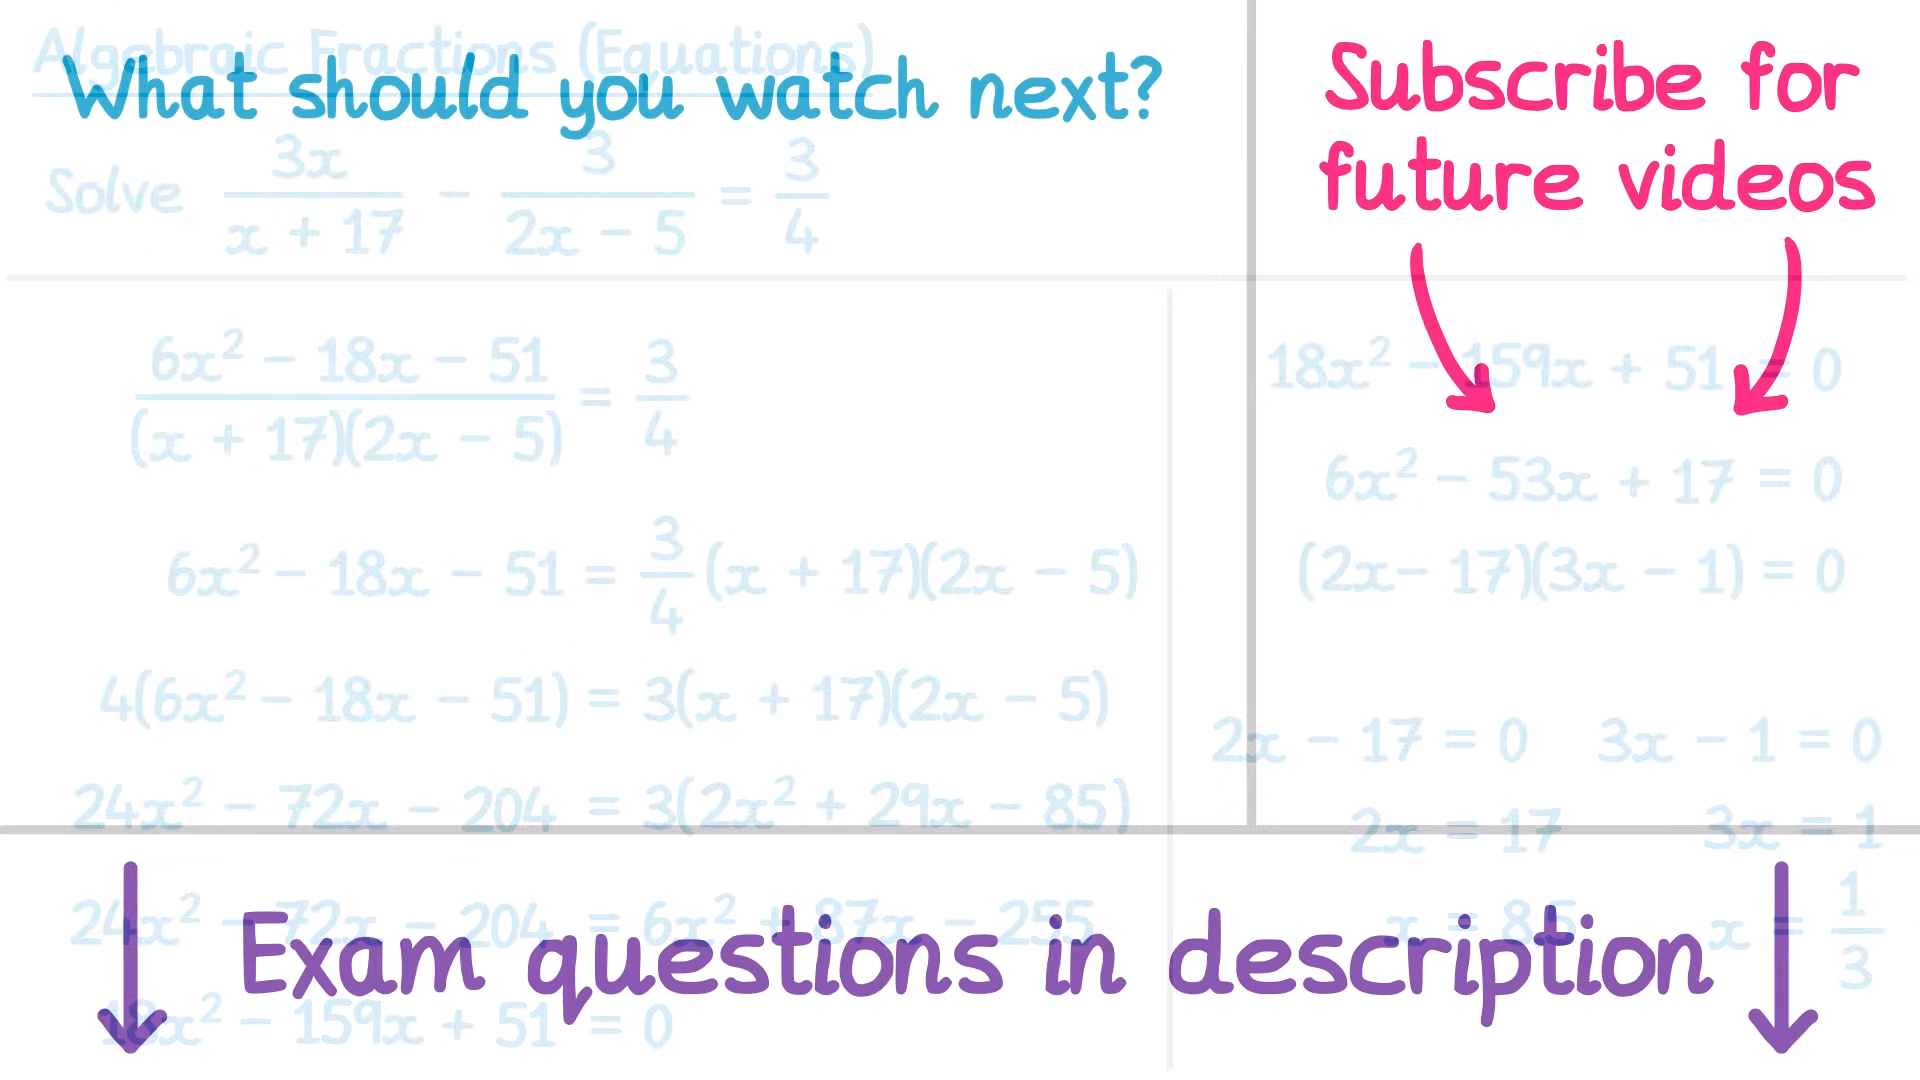 Algebraic Fractions (Equations)
What should you watch next?
Subscribe for
future videos
Solve 3x/(x + 17) − 3/(2x − 5) = 3/4
(6x² − 18x − 51)/((x + 17)(2x − 5)) = 3/4
6x² − 18x − 51 = 3/4 (x + 17)(2x − 5)
4(6x² − 18x − 51) = 3(x + 17)(2x − 5)
24x² − 72x − 204 = 3(2x² + 29x − 85)
24x² − 72x − 204 = 6x² + 87x − 255
18x² − 159x + 51 = 0
18x² − 159x + 51 = 0
6x² − 53x + 17 = 0
(2x − 17)(3x − 1) = 0
2x − 17 = 0 3x − 1 = 0
2x = 17 3x = 1
x = 8.5 x = 1/3
Exam questions in description